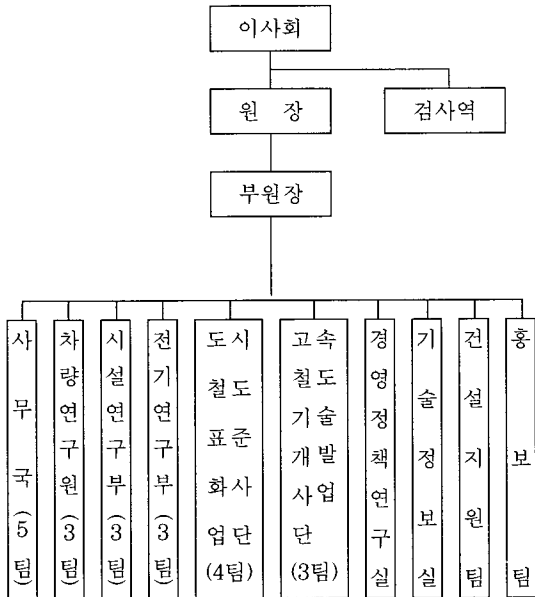 이사회
원 장
검사역
부원장
사무국(5팀)
차량연구원(3팀)
시설연구부(3팀)
전기연구부(3팀)
도시철도표준화사업단(4팀)
고속철도기술개발사업단(3팀)
경영정책연구실
기술정보실
건설지원팀
홍보팀